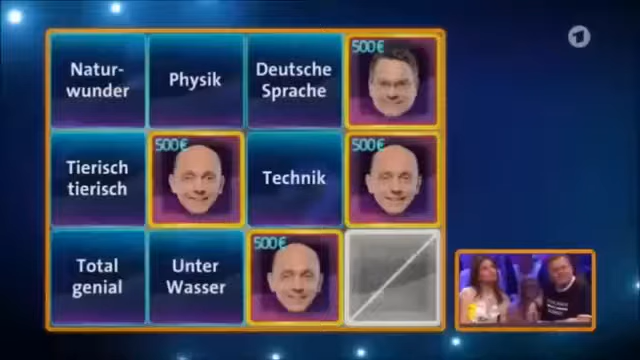 Natur-
wunder
Physik
Deutsche
Sprache
500€
Tierisch
tierisch
500€
Technik
500€
Total
genial
Unter
Wasser
500€
1